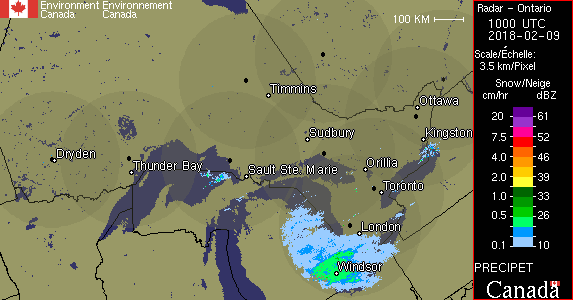 Environment Environnement
Canada Canada
100 KM
Timmins
Ottawa
Sudbury
Kingston
Dryden
Thunder Bay
Sault Ste. Marie
Orillia
Toronto
London
Windsor
Radar - Ontario
1000 UTC
2018-02-09
Scale/Échelle:
3.5 km/Pixel
Snow/Neige
cm/hr dBZ
20 61
7.5 52
4.0 46
2.0 39
1.0 33
0.5 26
0.1 10
PRECIPET
Canada